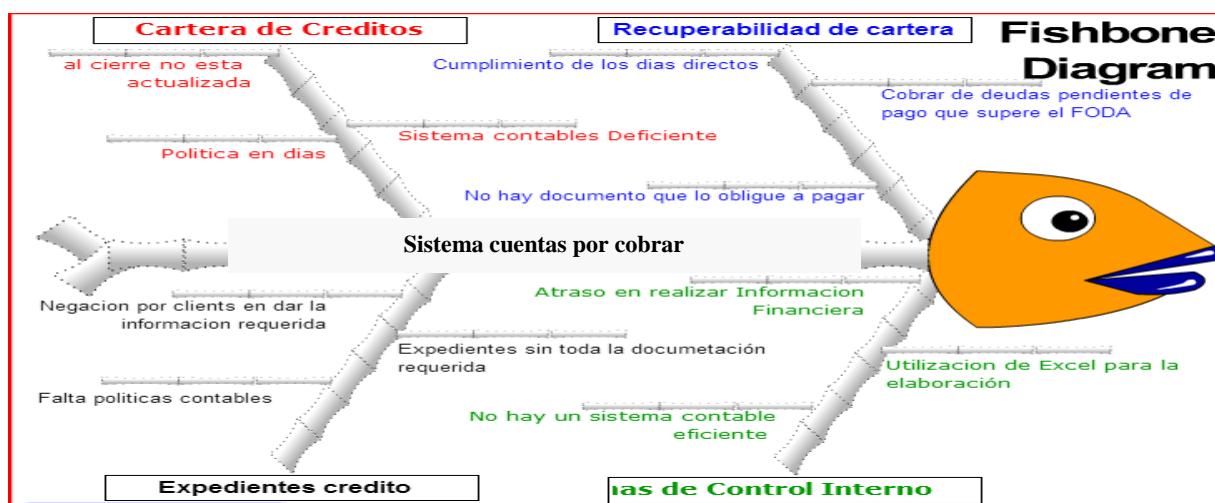 Cartera de Creditos
Recuperabilidad de cartera
Fishbone
Diagram
al cierre no esta
actualizada
Sistema contables Deficiente
Politica en dias
Cumplimiento de los dias directos
Cobrar de deudas pendientes de
pago que supere el FODA
No hay documento que lo obligue a pagar
Sistema cuentas por cobrar
Negacion por clients en dar la
informacion requerida
Expedientes sin toda la documetación
requerida
Falta politicas contables
Atraso en realizar Informacion
Financiera
Utilizacion de Excel para la
elaboración
No hay un sistema contable
eficiente
Expedientes credito
as de Control Interno